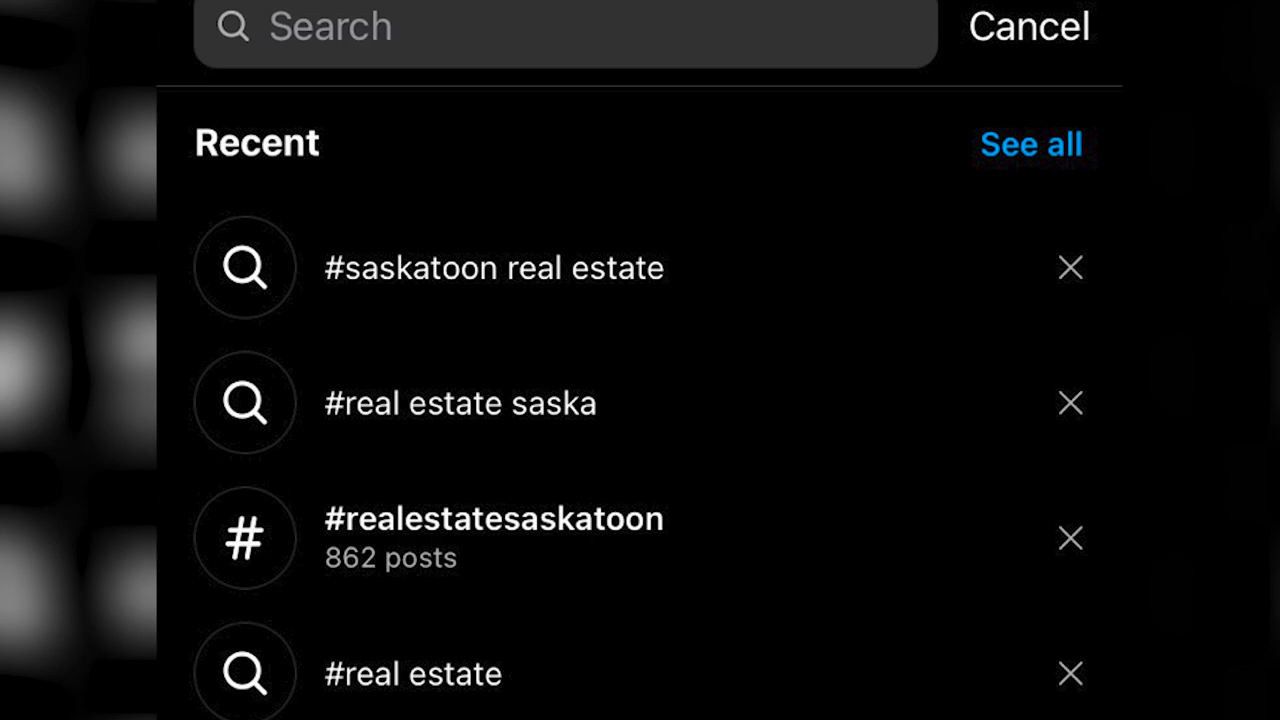 Search
Cancel
Recent
See all
#saskatoon real estate
#real estate saska
#realestatesaskatoon
862 posts
#real estate